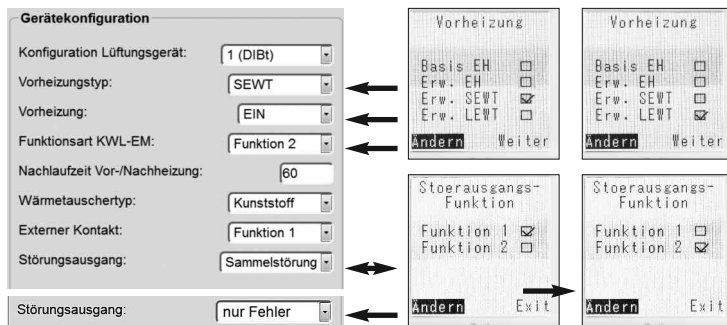 Gerätekonfiguration
Konfiguration Lüftungsgerät: 1 (DIBt)
Vorheizungstyp: SEWT
Vorheizung: EIN
Funktionsart KWL-EM: Funktion 2
Nachlaufzeit Vor-/Nachheizung: 60
Wärmetauschertyp: Kunststoff
Externer Kontakt: Funktion 1
Störungsausgang: Sammelstörung
Störungsausgang: nur Fehler
Vorheizung
Basis EH
Erw. EH
Erw. SEWT
Erw. LEWT
Ändern Weiter
Vorheizung
Basis EH
Erw. EH
Erw. SEWT
Erw. LEWT
Ändern Weiter
Stoerausgangs-
Funktion
Funktion 1
Funktion 2
Ändern Exit
Stoerausgangs-
Funktion
Funktion 1
Funktion 2
Ändern Exit